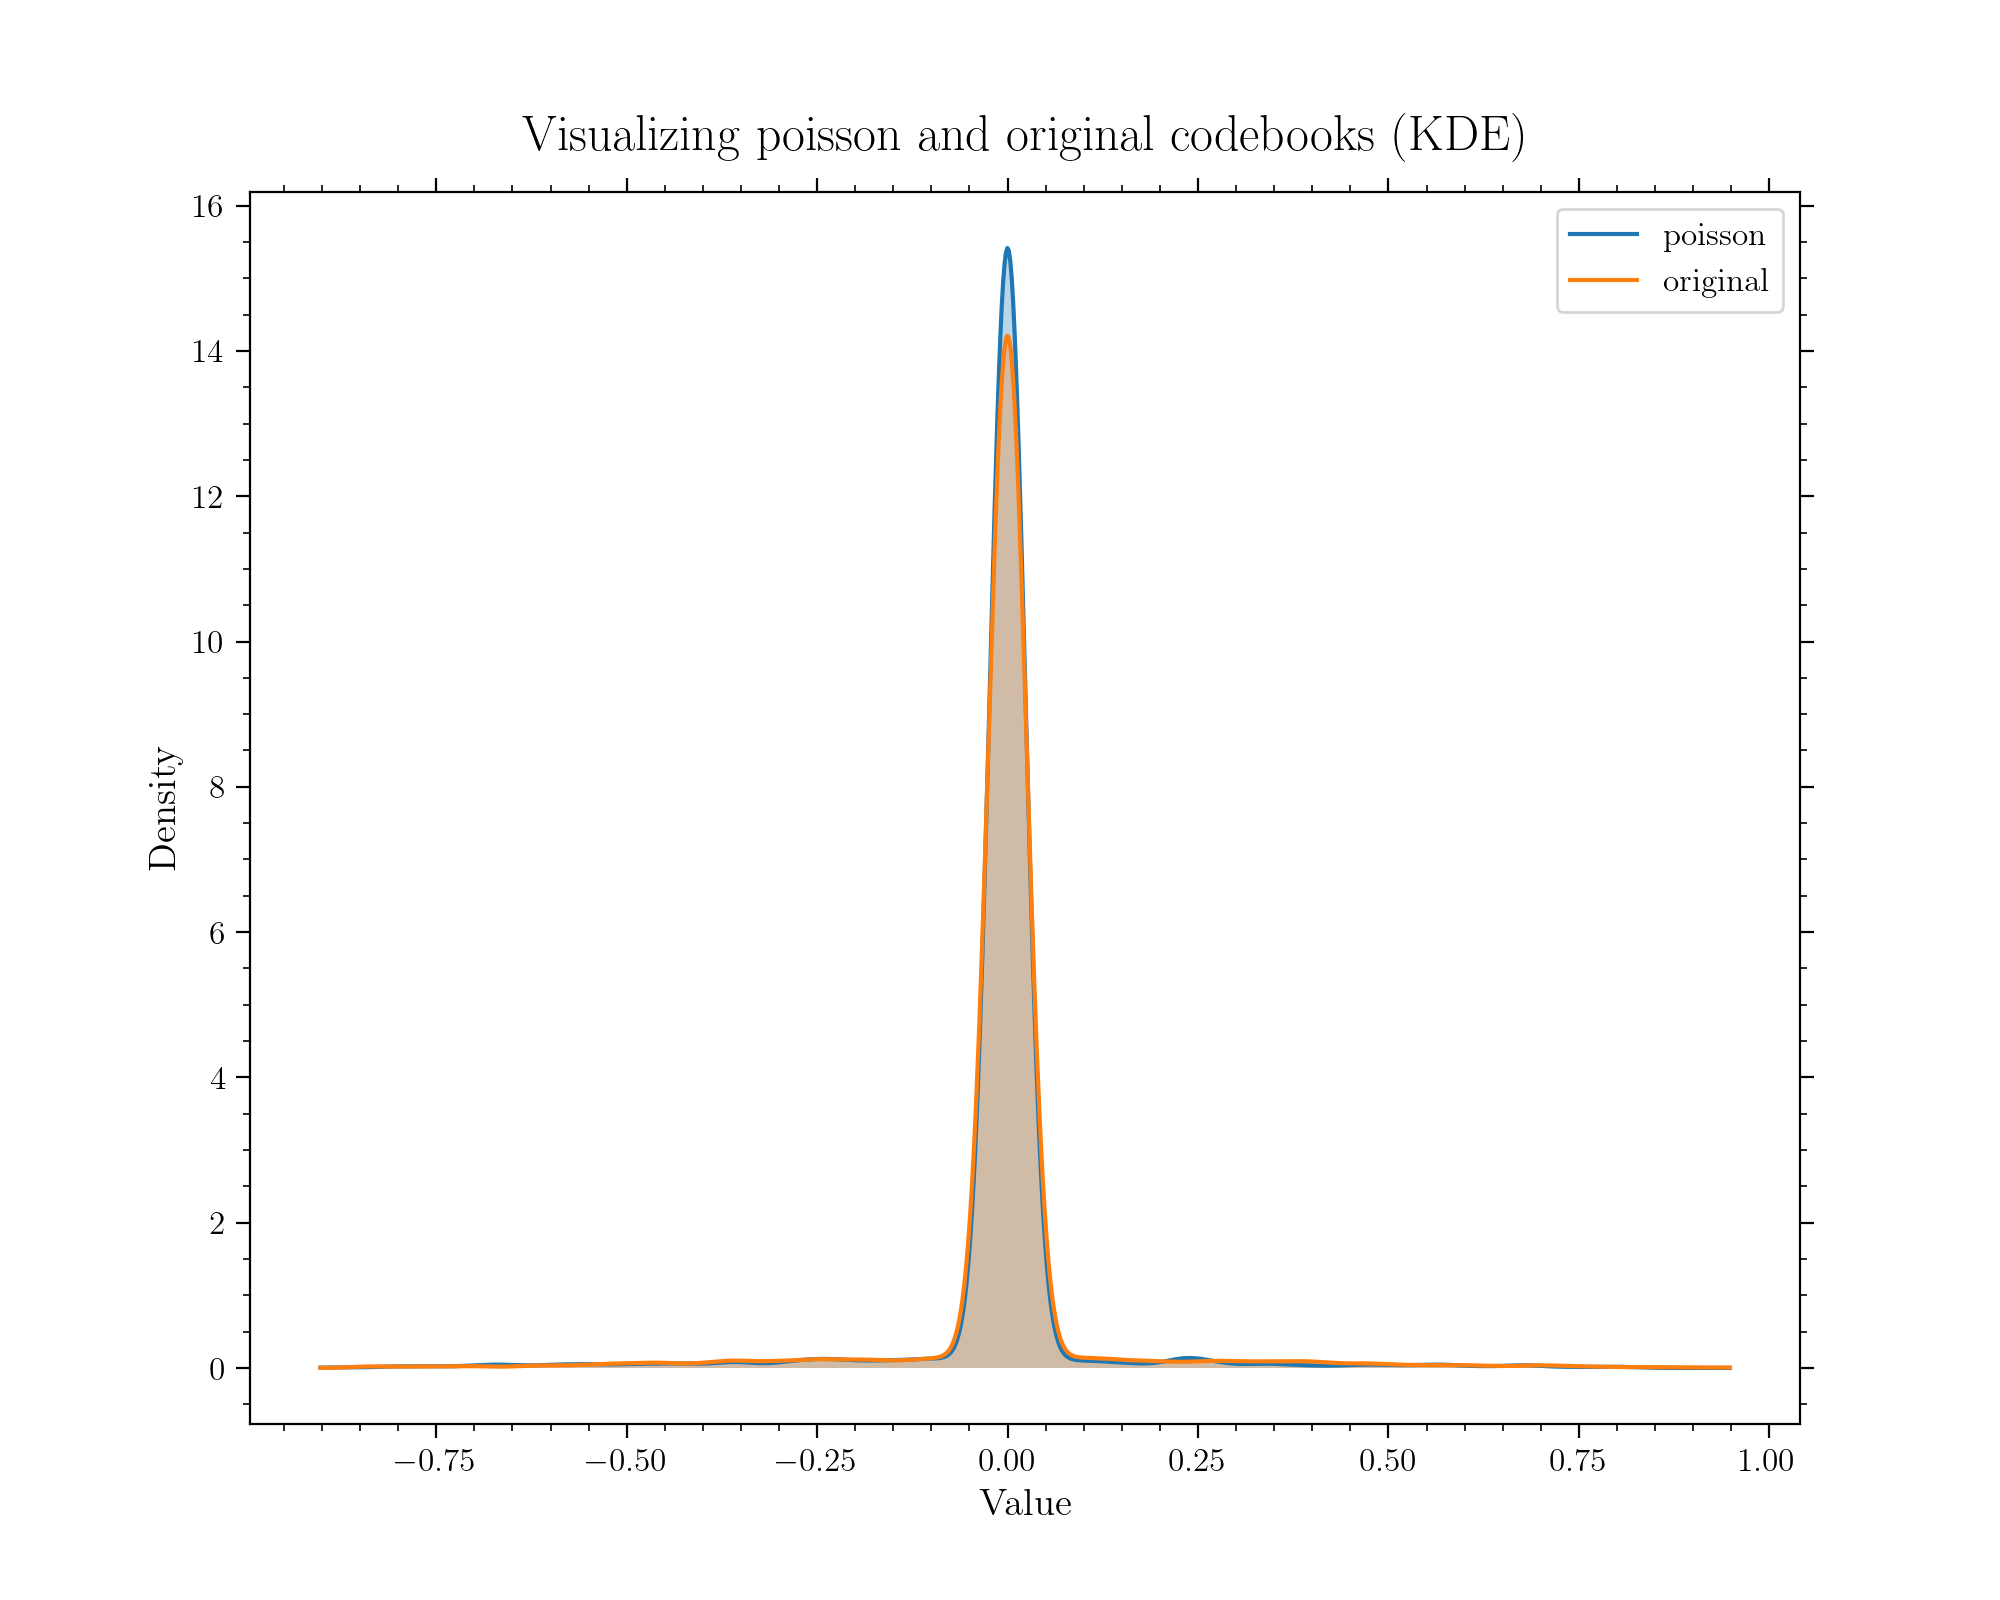 Visualizing poisson and original codebooks (KDE)
poisson
original
16
14
12
10
8
6
4
2
0
Density
−0.75 −0.50 −0.25 0.00 0.25 0.50 0.75 1.00
Value